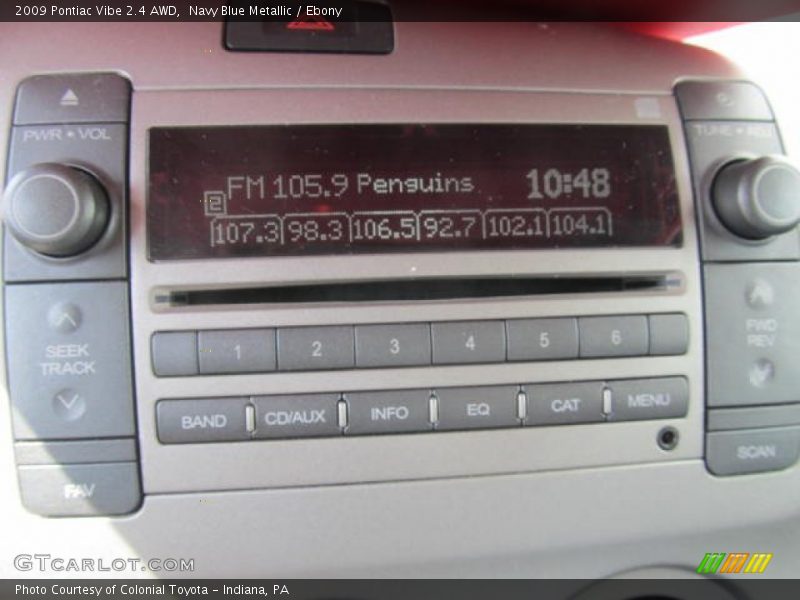 2009 Pontiac Vibe 2.4 AWD, Navy Blue Metallic / Ebony
PWR • VOL
TUNE • ADJ
FM 105.9 Penguins 10:48
2
107.3 98.3 106.5 92.7 102.1 104.1
SEEK
TRACK
FWD
REV
1 2 3 4 5 6
BAND CD/AUX INFO EQ CAT MENU
SCAN
FAV
GTCARLOT.COM
Photo Courtesy of Colonial Toyota - Indiana, PA